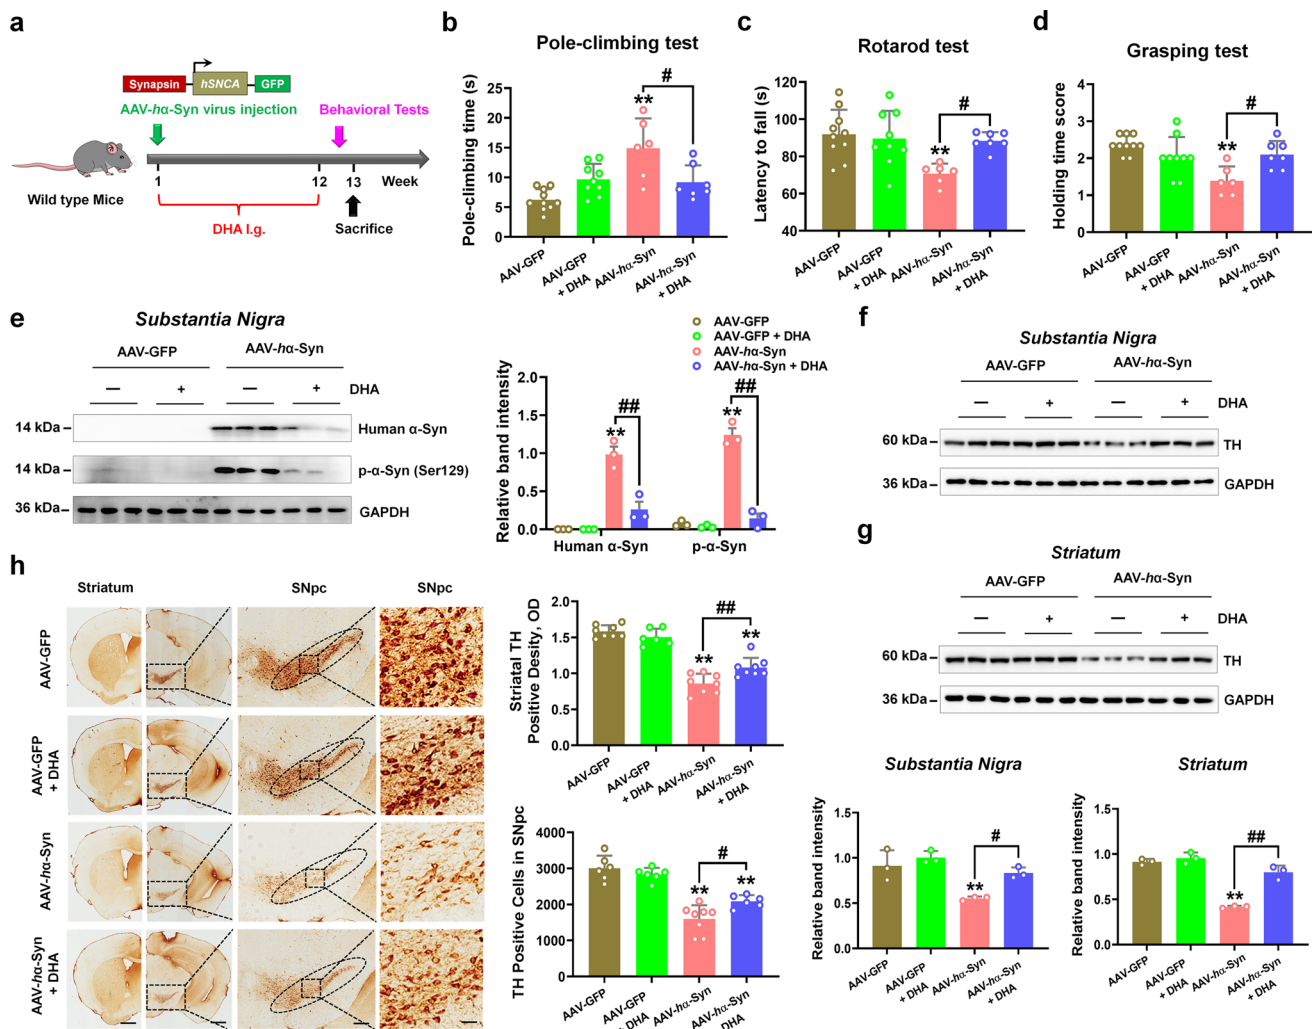 a
Synapsin
hSNCA
GFP
AAV-hα-Syn virus injection
Behavioral Tests
1
12
13
Week
Wild type Mice
DHA I.g.
Sacrifice
b
Pole-climbing test
Pole-climbing time (s)
25
20
15
10
5
0
**
#
AAV-GFP
AAV-GFP
+ DHA
AAV-hα-Syn
AAV-hα-Syn
+ DHA
c
Rotarod test
Latency to fall (s)
120
100
80
60
40
**
#
AAV-GFP
AAV-GFP
+ DHA
AAV-hα-Syn
AAV-hα-Syn
+ DHA
d
Grasping test
Holding time score
4
3
2
1
0
**
#
AAV-GFP
AAV-GFP
+ DHA
AAV-hα-Syn
AAV-hα-Syn
+ DHA
e
Substantia Nigra
AAV-GFP
AAV-hα-Syn
— + — + DHA
14 kDa
Human α-Syn
14 kDa
p-α-Syn (Ser129)
36 kDa
GAPDH
AAV-GFP
AAV-GFP + DHA
AAV-hα-Syn
AAV-hα-Syn + DHA
Relative band intensity
2.0
1.5
1.0
0.5
0.0
**
##
**
##
Human α-Syn
p-α-Syn
f
Substantia Nigra
AAV-GFP
AAV-hα-Syn
— + — + DHA
60 kDa
TH
36 kDa
GAPDH
g
Striatum
AAV-GFP
AAV-hα-Syn
— + — +
DHA
60 kDa
TH
36 kDa
GAPDH
Substantia Nigra
Relative band intensity
1.5
1.0
0.5
0.0
**
#
AAV-GFP
AAV-GFP
+ DHA
AAV-hα-Syn
AAV-hα-Syn
+ DHA
Striatum
Relative band intensity
1.5
1.0
0.5
0.0
**
##
AAV-GFP
AAV-GFP
+ DHA
AAV-hα-Syn
AAV-hα-Syn
+ DHA
h
Striatum
SNpc
SNpc
AAV-GFP
AAV-GFP
+ DHA
AAV-hα-Syn
AAV-hα-Syn
+ DHA
Striatal TH
Positive Desity, OD
2.0
1.5
1.0
0.5
0.0
**
##
**
AAV-GFP
AAV-GFP
+ DHA
AAV-hα-Syn
AAV-hα-Syn
+ DHA
TH Positive Cells in SNpc
4000
3000
2000
1000
0
**
#
**
AAV-GFP
AAV-GFP
+ DHA
AAV-hα-Syn
AAV-hα-Syn
DHA